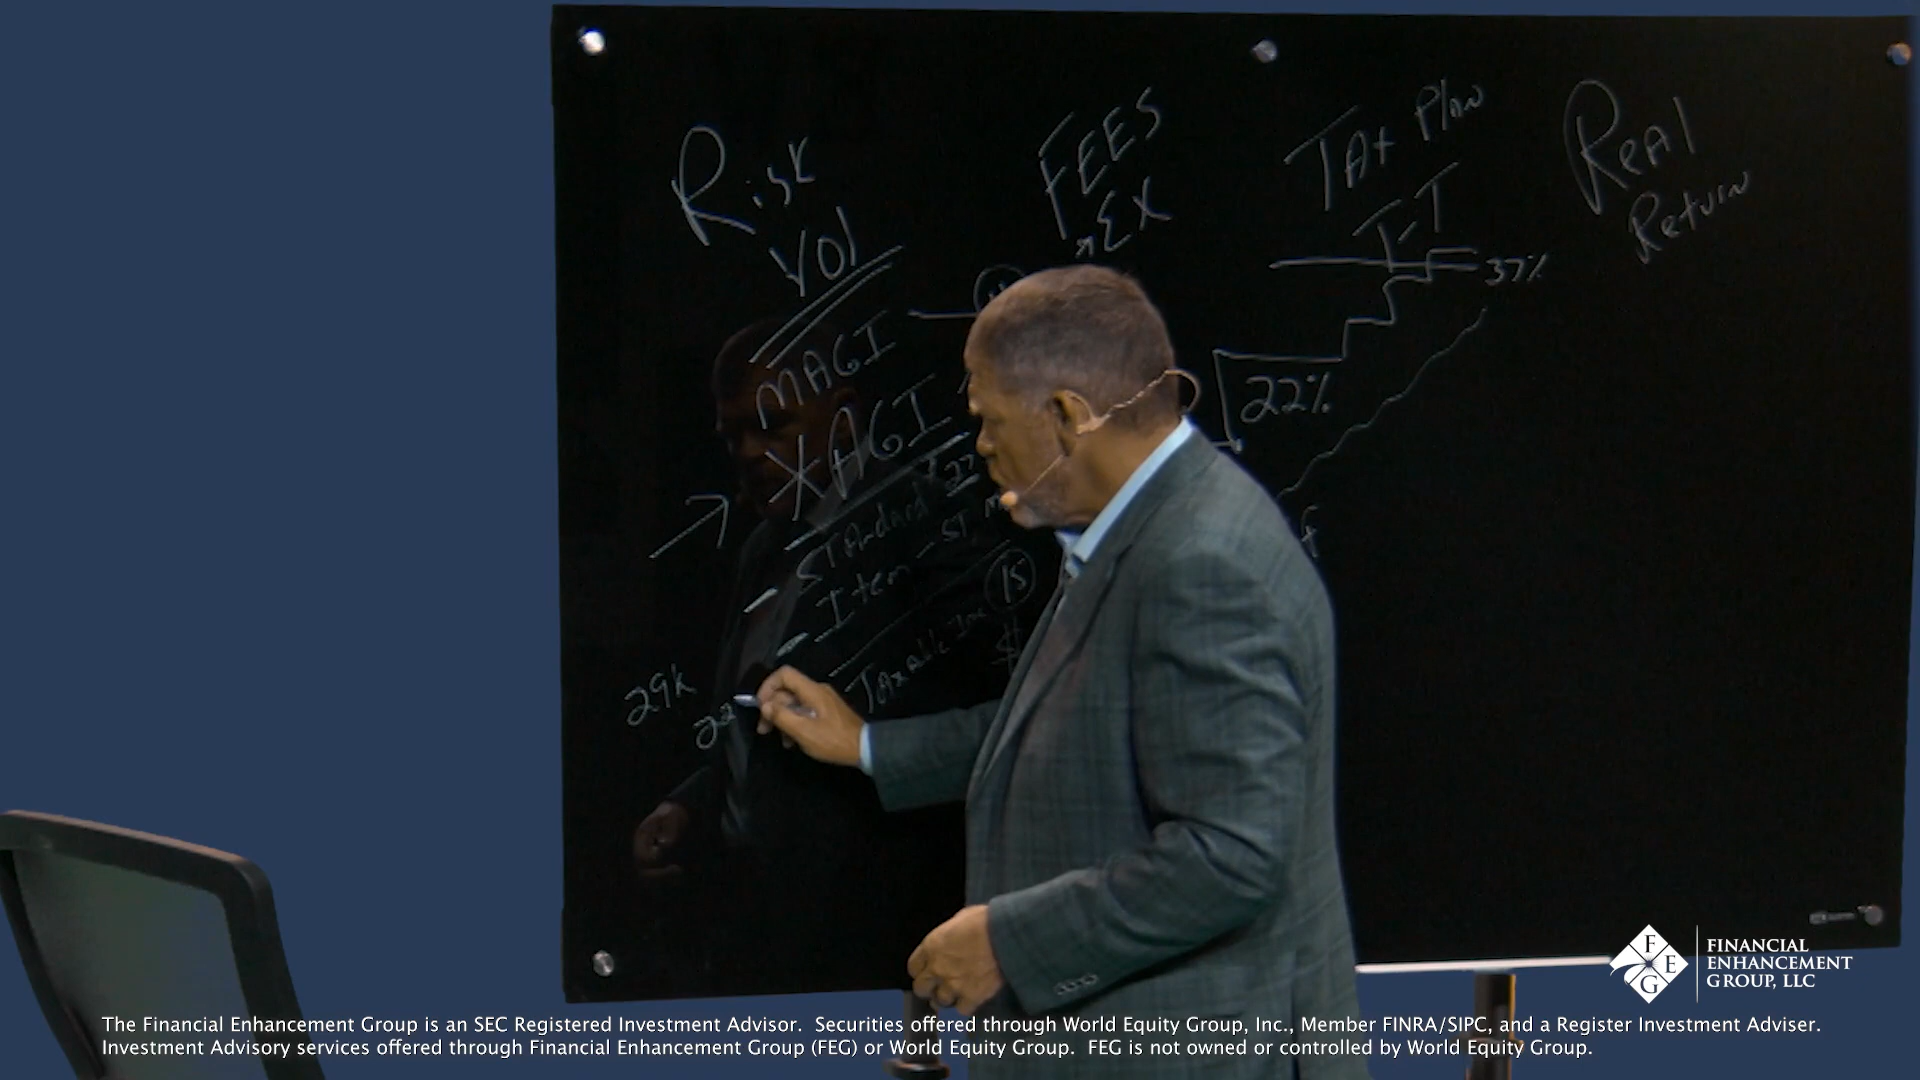 Risk
Vol
FEES
EX
TAX Plan
T-T
Real
Return
37%
22%
MAGI
AGI
Standard 27
Item - ST
15
Taxable Inc $
29k
22
F
E
G
FINANCIAL
ENHANCEMENT
GROUP, LLC
The Financial Enhancement Group is an SEC Registered Investment Advisor. Securities offered through World Equity Group, Inc., Member FINRA/SIPC, and a Register Investment Adviser.
Investment Advisory services offered through Financial Enhancement Group (FEG) or World Equity Group. FEG is not owned or controlled by World Equity Group.